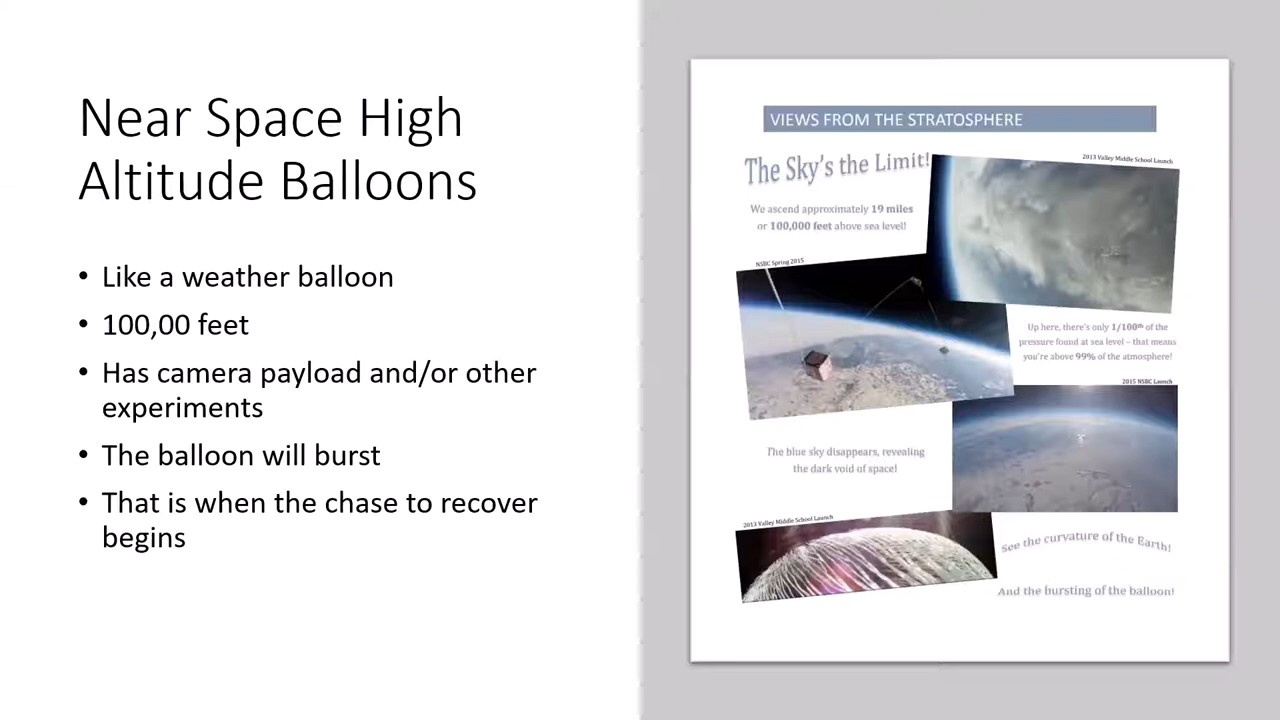 Near Space High
Altitude Balloons
• Like a weather balloon
• 100,00 feet
• Has camera payload and/or other
experiments
• The balloon will burst
• That is when the chase to recover
begins
VIEWS FROM THE STRATOSPHERE
The Sky's the Limit!
2013 Valley Middle School Launch
We ascend approximately 19 miles
or 100,000 feet above sea level!
NSBC Spring 2015
Up here, there's only 1/100th of the
pressure found at sea level – that means
you're above 99% of the atmosphere!
2015 NSBC Launch
The blue sky disappears, revealing
the dark void of space!
2013 Valley Middle School Launch
See the curvature of the Earth!
And the bursting of the balloon!